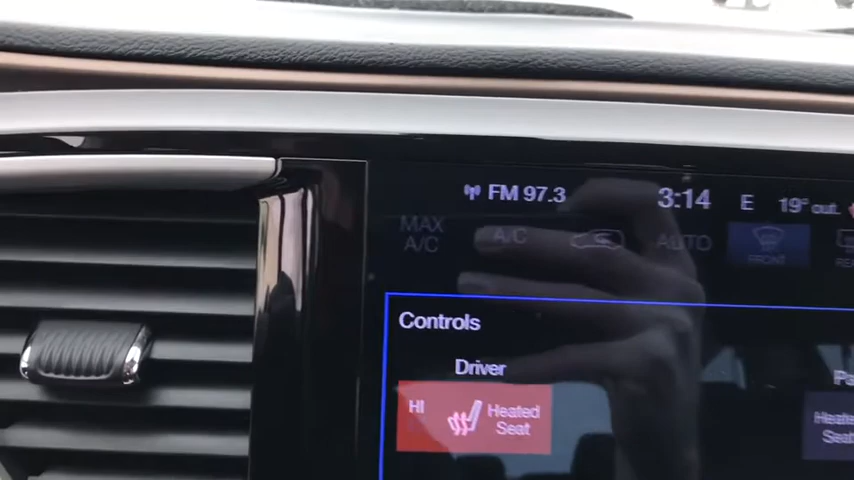 FM 97.3 3:14 E 19° out.
MAX A/C A/C AUTO FRONT
Controls
Driver
HI Heated Seat